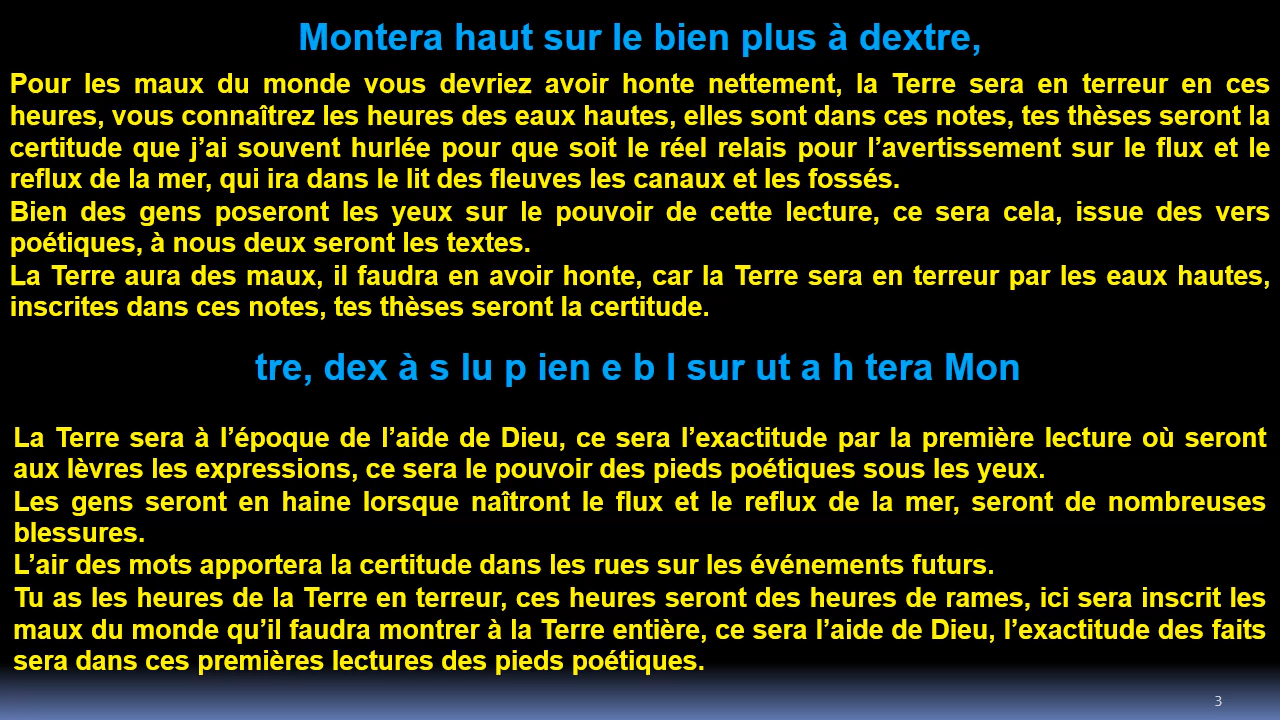 Montera haut sur le bien plus à dextre,
Pour les maux du monde vous devriez avoir honte nettement, la Terre sera en terreur en ces
heures, vous connaîtrez les heures des eaux hautes, elles sont dans ces notes, tes thèses seront la
certitude que j’ai souvent hurlée pour que soit le réel relais pour l’avertissement sur le flux et le
reflux de la mer, qui ira dans le lit des fleuves les canaux et les fossés.
Bien des gens poseront les yeux sur le pouvoir de cette lecture, ce sera cela, issue des vers
poétiques, à nous deux seront les textes.
La Terre aura des maux, il faudra en avoir honte, car la Terre sera en terreur par les eaux hautes,
inscrites dans ces notes, tes thèses seront la certitude.
tre, dex à s lu p ien e b l sur ut a h tera Mon
La Terre sera à l’époque de l’aide de Dieu, ce sera l’exactitude par la première lecture où seront
aux lèvres les expressions, ce sera le pouvoir des pieds poétiques sous les yeux.
Les gens seront en haine lorsque naîtront le flux et le reflux de la mer, seront de nombreuses
blessures.
L’air des mots apportera la certitude dans les rues sur les événements futurs.
Tu as les heures de la Terre en terreur, ces heures seront des heures de rames, ici sera inscrit les
maux du monde qu’il faudra montrer à la Terre entière, ce sera l’aide de Dieu, l’exactitude des faits
sera dans ces premières lectures des pieds poétiques.
3